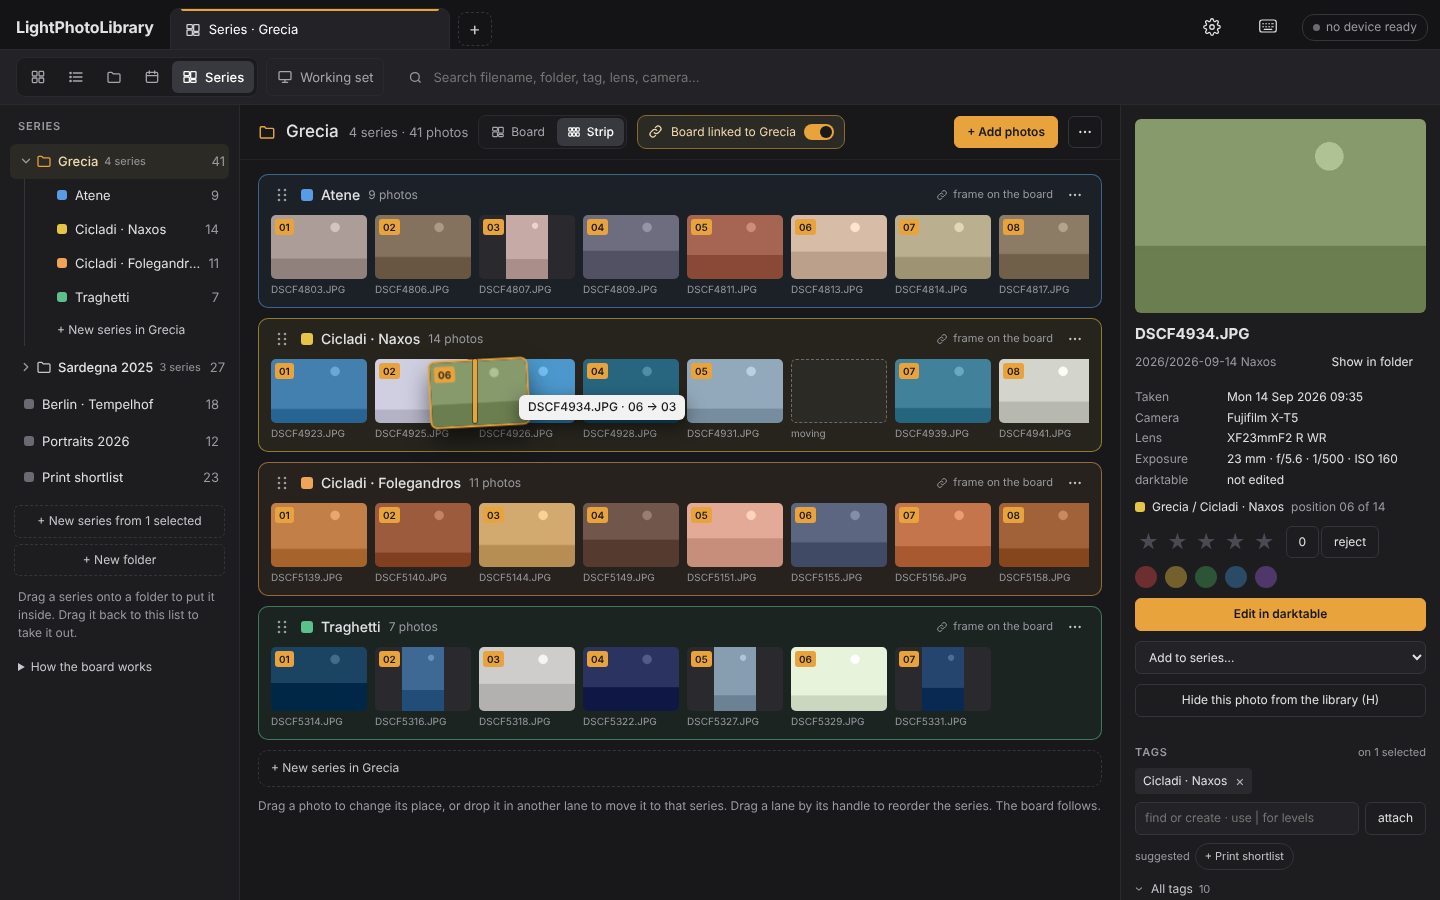 LightPhotoLibrary
Series · Grecia
+
no device ready
Series
Working set
Search filename, folder, tag, lens, camera...
SERIES
Grecia 4 series 41
Atene 9
Cicladi · Naxos 14
Cicladi · Folegandr... 11
Traghetti 7
+ New series in Grecia
Sardegna 2025 3 series 27
Berlin · Tempelhof 18
Portraits 2026 12
Print shortlist 23
+ New series from 1 selected
+ New folder
Drag a series onto a folder to put it
inside. Drag it back to this list to
take it out.
How the board works
Grecia 4 series · 41 photos
Board
Strip
Board linked to Grecia
+ Add photos
Atene 9 photos
frame on the board
01 02 03 04 05 06 07 08
DSCF4803.JPG DSCF4806.JPG DSCF4807.JPG DSCF4809.JPG DSCF4811.JPG DSCF4813.JPG DSCF4814.JPG DSCF4817.JPG
Cicladi · Naxos 14 photos
frame on the board
01 02 06 04 05 07 08
DSCF4934.JPG · 06 → 03
DSCF4923.JPG DSCF4925.JPG DSCF4926.JPG DSCF4928.JPG DSCF4931.JPG moving DSCF4939.JPG DSCF4941.JPG
Cicladi · Folegandros 11 photos
frame on the board
01 02 03 04 05 06 07 08
DSCF5139.JPG DSCF5140.JPG DSCF5144.JPG DSCF5149.JPG DSCF5151.JPG DSCF5155.JPG DSCF5156.JPG DSCF5158.JPG
Traghetti 7 photos
frame on the board
01 02 03 04 05 06 07
DSCF5314.JPG DSCF5316.JPG DSCF5318.JPG DSCF5322.JPG DSCF5327.JPG DSCF5329.JPG DSCF5331.JPG
+ New series in Grecia
Drag a photo to change its place, or drop it in another lane to move it to that series. Drag a lane by its handle to reorder the series. The board follows.
DSCF4934.JPG
2026/2026-09-14 Naxos
Show in folder
Taken Mon 14 Sep 2026 09:35
Camera Fujifilm X-T5
Lens XF23mmF2 R WR
Exposure 23 mm · f/5.6 · 1/500 · ISO 160
darktable not edited
Grecia / Cicladi · Naxos position 06 of 14
0
reject
Edit in darktable
Add to series...
Hide this photo from the library (H)
TAGS
on 1 selected
Cicladi · Naxos ×
find or create · use | for levels
attach
suggested
+ Print shortlist
All tags 10